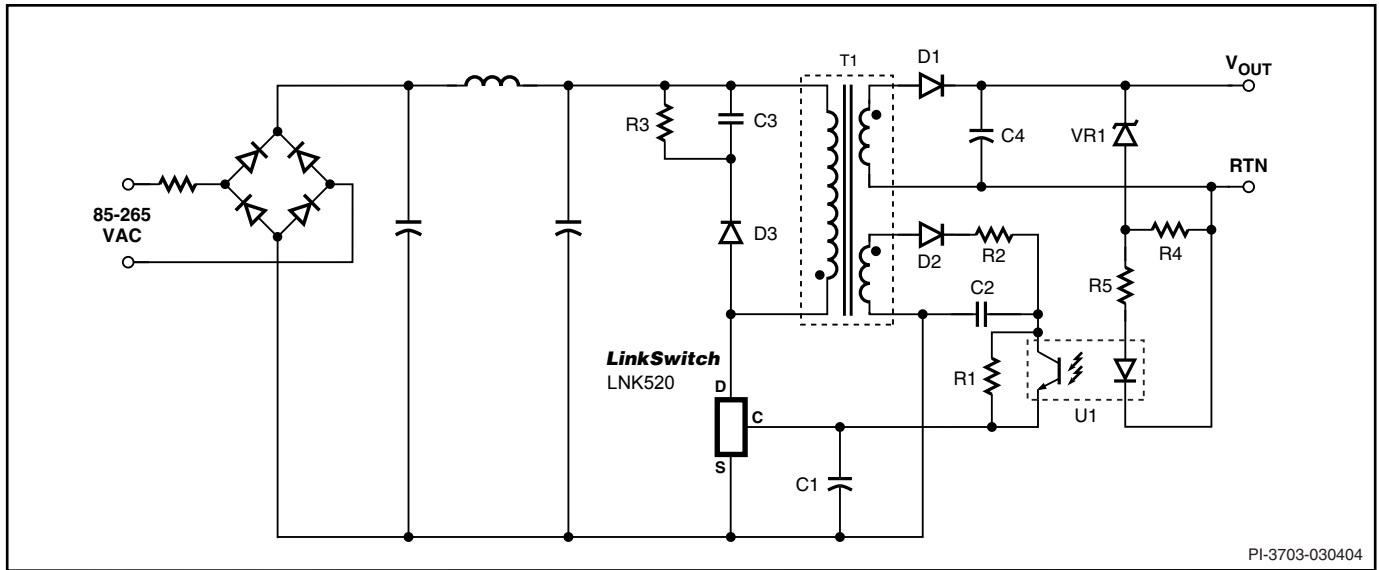 T1
D1
V_OUT
R3
C3
C4
VR1
RTN
85-265
VAC
D3
D2
R2
R4
C2
R5
LinkSwitch
LNK520
D
R1
C
U1
S
C1
PI-3703-030404